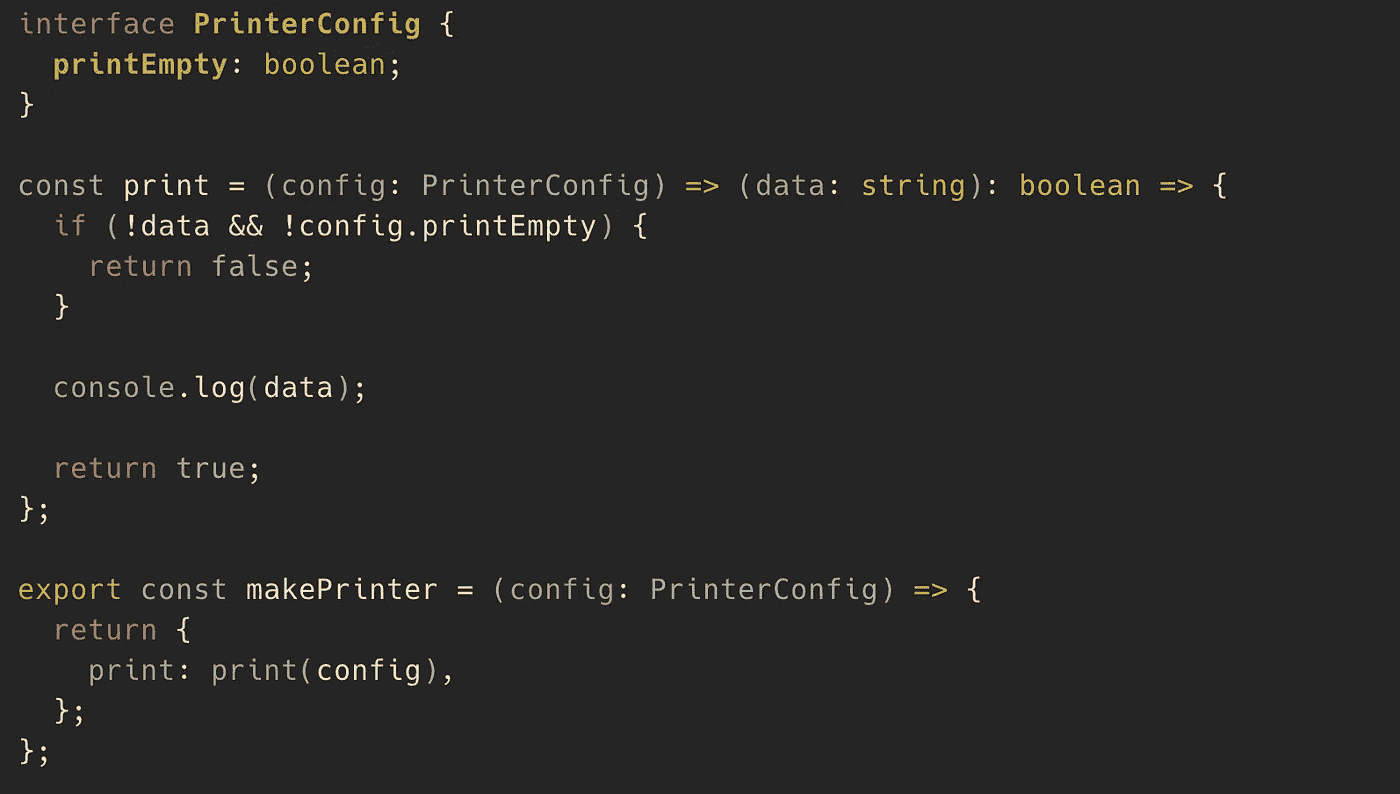 interface PrinterConfig {
  printEmpty: boolean;
}

const print = (config: PrinterConfig) => (data: string): boolean => {
  if (!data && !config.printEmpty) {
    return false;
  }

  console.log(data);

  return true;
};

export const makePrinter = (config: PrinterConfig) => {
  return {
    print: print(config),
  };
};